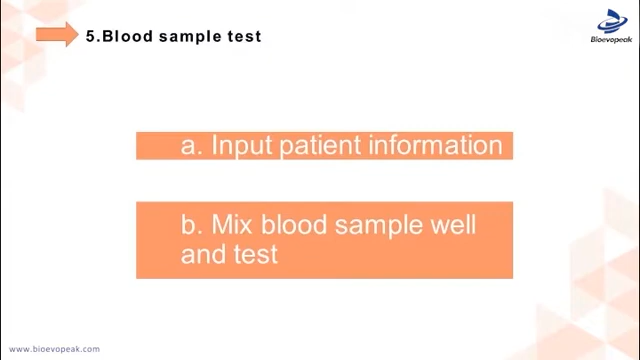 5.Blood sample test
Bioevopeak
a. Input patient information
b. Mix blood sample well
and test
www.bioevopeak.com